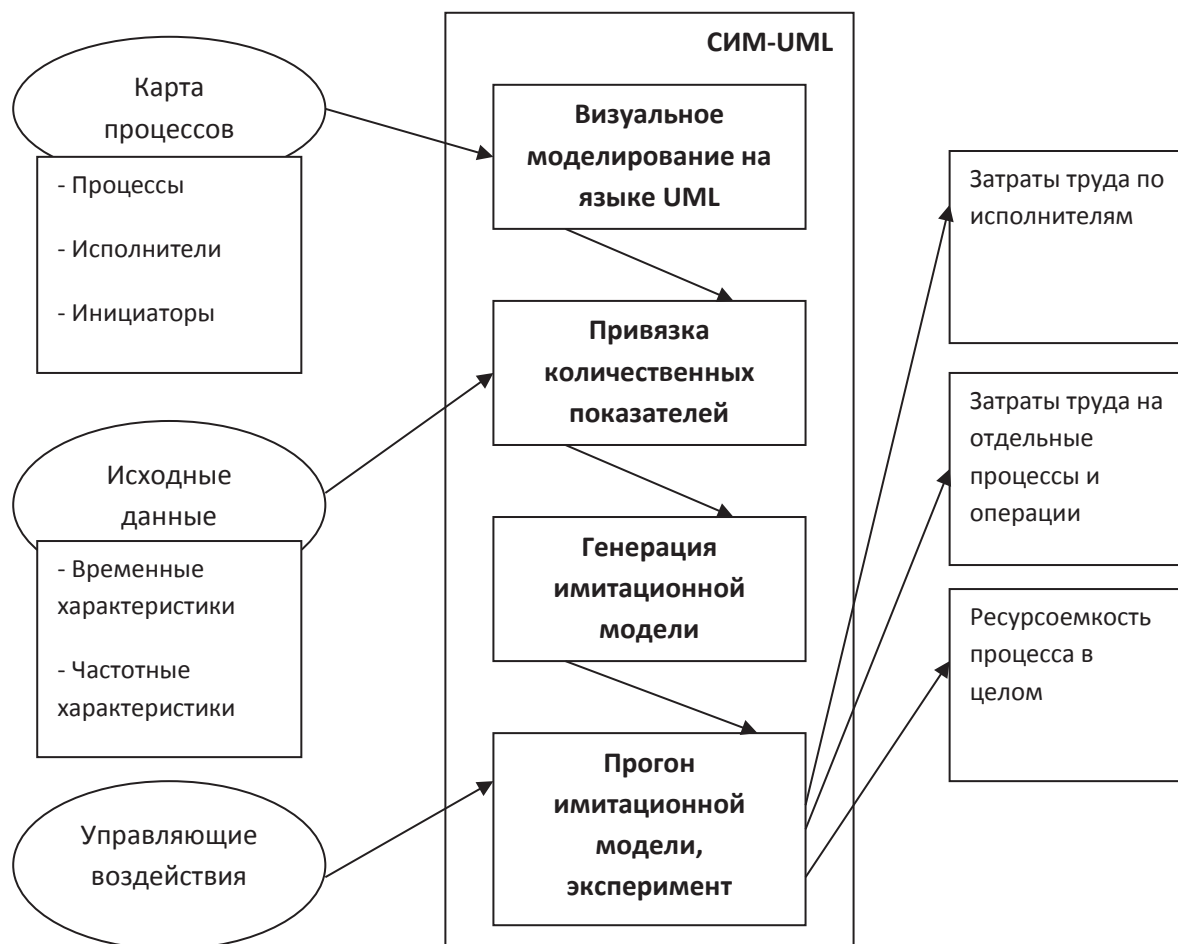 СИМ-UML
Карта
процессов
- Процессы
- Исполнители
- Инициаторы
Исходные
данные
- Временные
характеристики
- Частотные
характеристики
Управляющие
воздействия
Визуальное
моделирование на
языке UML
Привязка
количественных
показателей
Генерация
имитационной
модели
Прогон
имитационной
модели,
эксперимент
Затраты труда по
исполнителям
Затраты труда на
отдельные
процессы и
операции
Ресурсоемкость
процесса в
целом